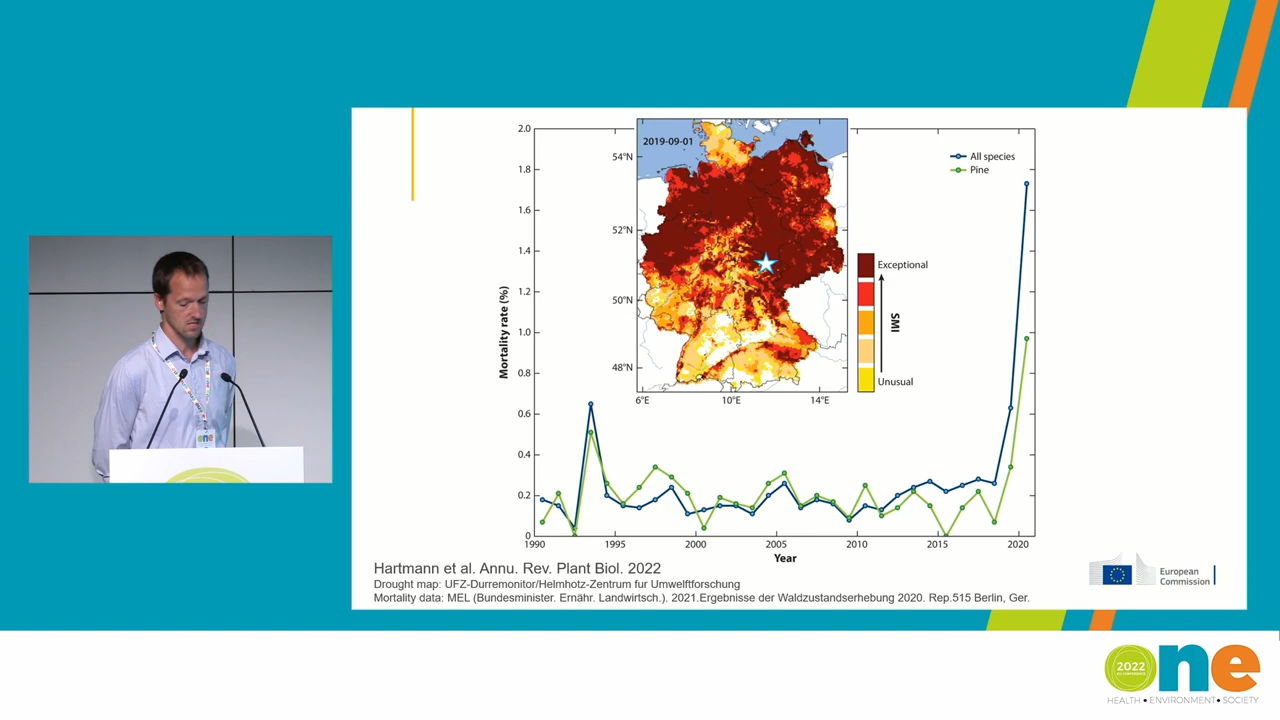 2.0
1.8
1.6
1.4
1.2
1.0
0.8
0.6
0.4
0.2
0
Mortality rate (%)
1990
1995
2000
2005
2010
2015
2020
Year
2019-09-01
54°N
52°N
50°N
48°N
6°E
10°E
14°E
All species
Pine
Exceptional
SMI
Unusual
Hartmann et al. Annu. Rev. Plant Biol. 2022
Drought map: UFZ-Durremonitor/Helmhotz-Zentrum fur Umwelftforschung
Mortality data: MEL (Bundesminister. Ernähr. Landwirtsch.). 2021.Ergebnisse der Waldzustandserhebung 2020. Rep.515 Berlin, Ger.
European
Commission
one
2022
one
HEALTH • ENVIRONMENT • SOCIETY